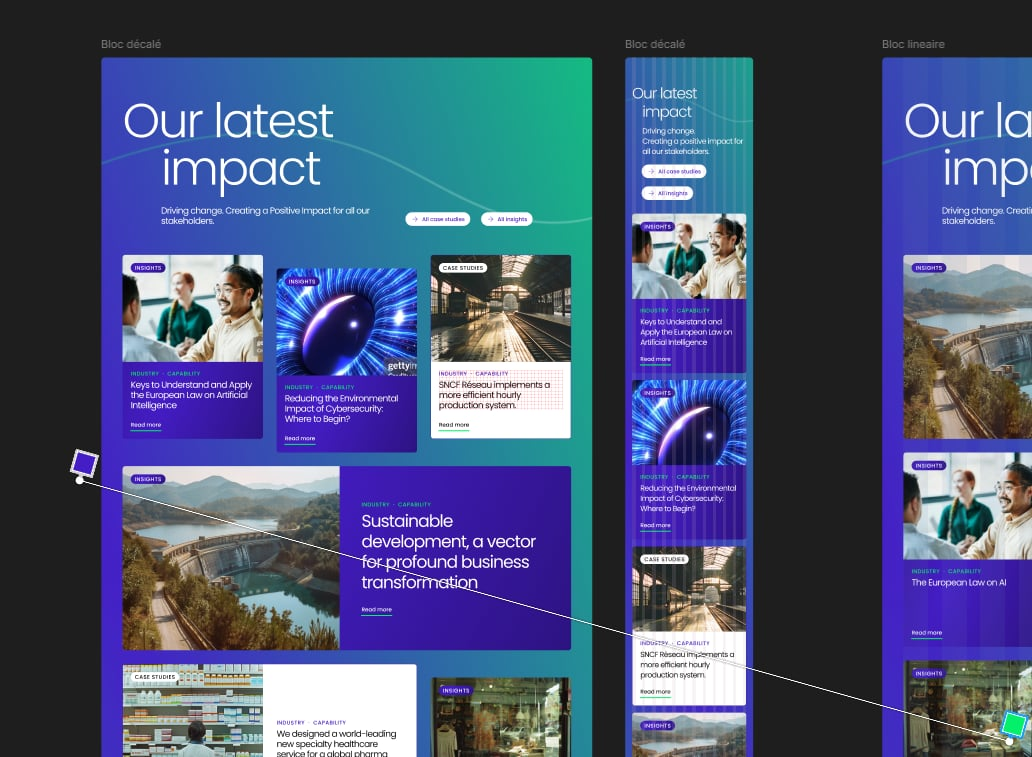 Bloc décalé
Our latest
impact
Driving change. Creating a Positive Impact for all our
stakeholders.
All case studies
All insights
INSIGHTS
INDUSTRY - CAPABILITY
Keys to Understand and Apply
the European Law on Artificial
Intelligence
Read more
INSIGHTS
gettyim
INDUSTRY - CAPABILITY
Reducing the Environmental
Impact of Cybersecurity:
Where to Begin?
Read more
CASE STUDIES
INDUSTRY - CAPABILITY
SNCF Réseau implements a
more efficient hourly
production system.
Read more
INSIGHTS
INDUSTRY - CAPABILITY
Sustainable
development, a vector
for profound business
transformation
Read more
CASE STUDIES
INDUSTRY - CAPABILITY
We designed a world-leading
new specialty healthcare
service for a global pharma
INSIGHTS
Bloc décalé
Our latest
impact
Driving change.
Creating a positive impact for
all our stakeholders.
All case studies
All insights
INSIGHTS
INDUSTRY - CAPABILITY
Keys to Understand and
Apply the European Law on
Artificial Intelligence
Read more
INSIGHTS
INDUSTRY - CAPABILITY
Reducing the Environmental
Impact of Cybersecurity:
Where to Begin?
Read more
CASE STUDIES
INDUSTRY - CAPABILITY
SNCF Réseau implements a
more efficient hourly
production system.
Read more
INSIGHTS
Bloc lineaire
Our la
imp
Driving change. Creati
stakeholders.
INSIGHTS
INSIGHTS
INDUSTRY - CAPABILITY
The European Law on AI
Read more
INSIGHTS